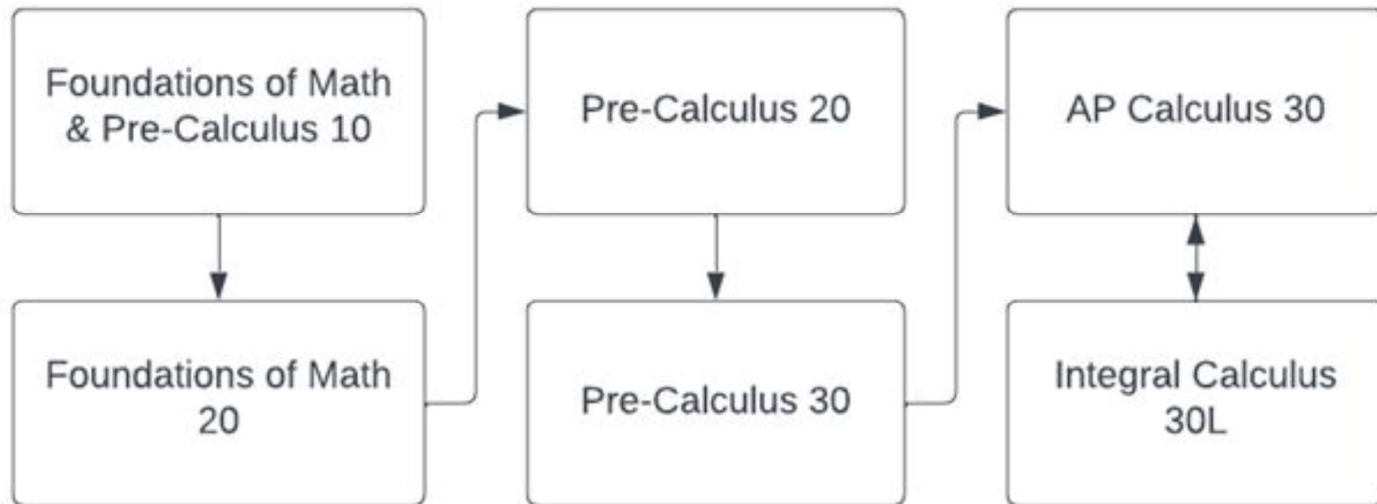 Foundations of Math
& Pre-Calculus 10
Foundations of Math
20
Pre-Calculus 20
Pre-Calculus 30
AP Calculus 30
Integral Calculus
30L